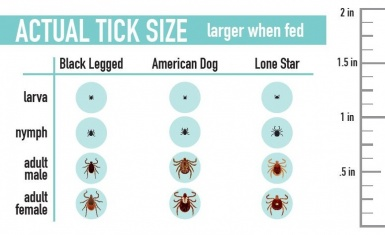 ACTUAL TICK SIZE larger when fed
Black Legged American Dog Lone Star
larva
nymph
adult
male
adult
female
2 in
1.5 in
1 in
.5 in